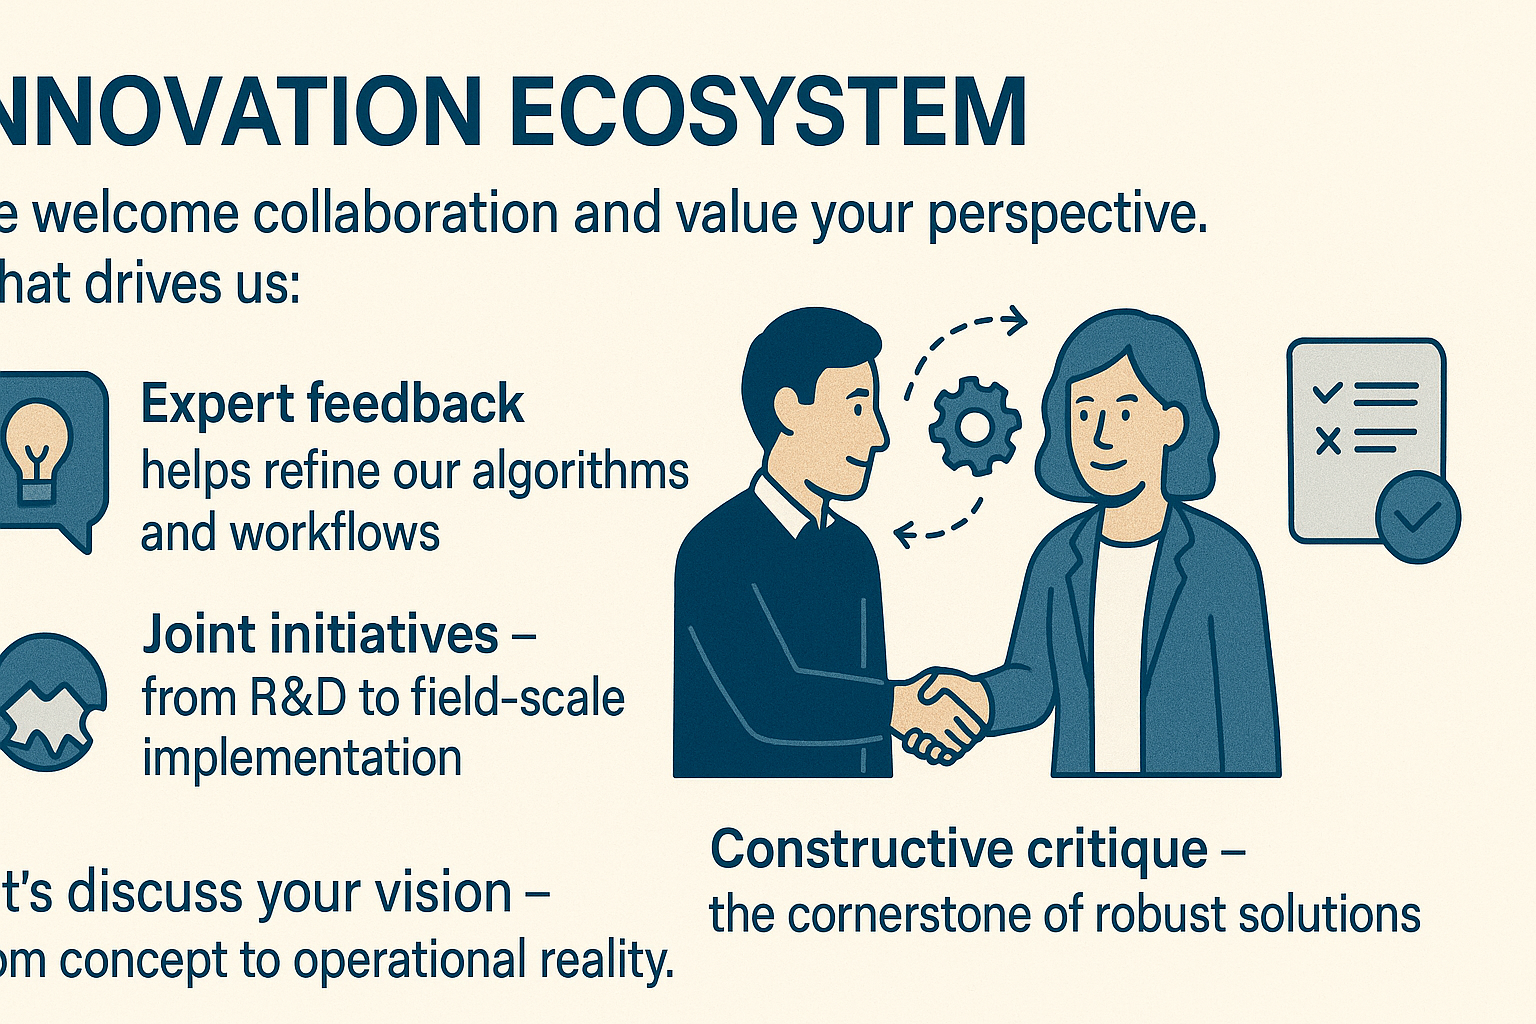 NNOVATION ECOSYSTEM
e welcome collaboration and value your perspective.
hat drives us:
Expert feedback
helps refine our algorithms
and workflows
Joint initiatives –
from R&D to field-scale
implementation
Constructive critique –
the cornerstone of robust solutions
t's discuss your vision –
om concept to operational reality.